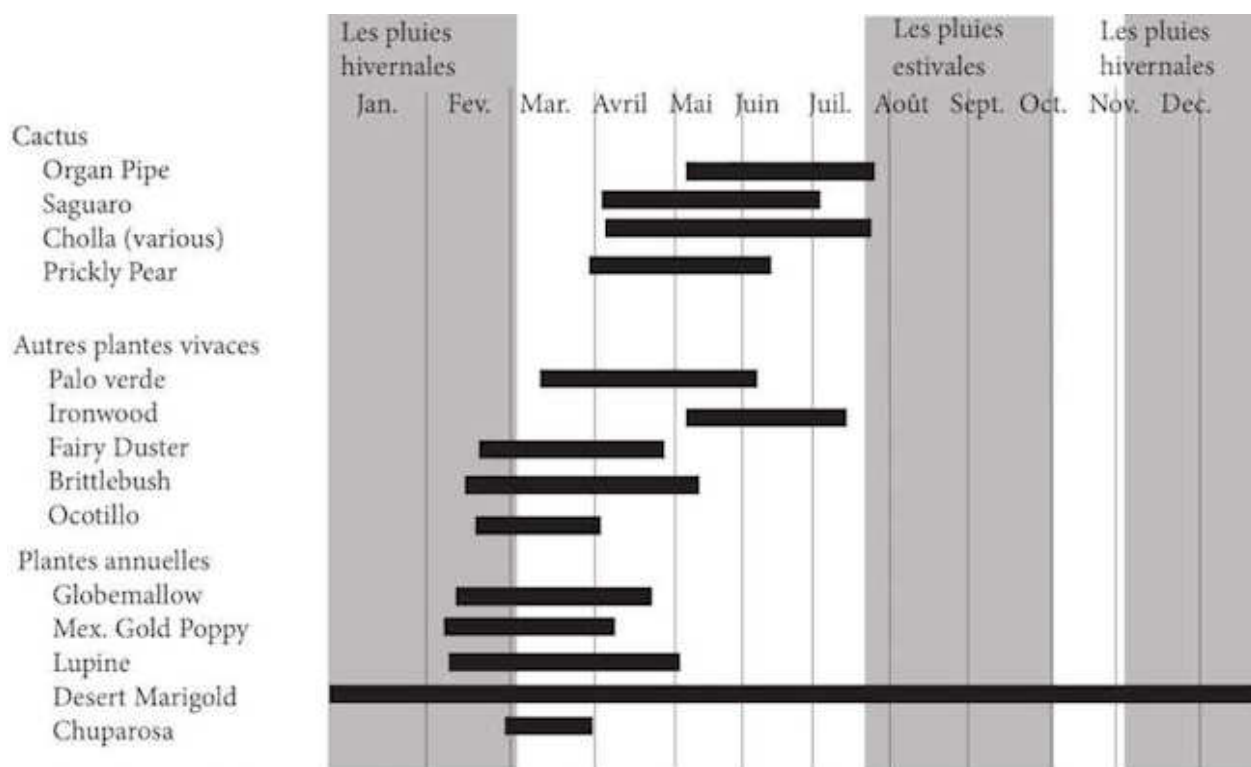 Les pluies
hivernales
Les pluies
estivales
Les pluies
hivernales
Jan. Fev. Mar. Avril Mai Juin Juil. Août Sept. Oct. Nov. Dec.
Cactus
Organ Pipe
Saguaro
Cholla (various)
Prickly Pear
Autres plantes vivaces
Palo verde
Ironwood
Fairy Duster
Brittlebush
Ocotillo
Plantes annuelles
Globemallow
Mex. Gold Poppy
Lupine
Desert Marigold
Chuparosa